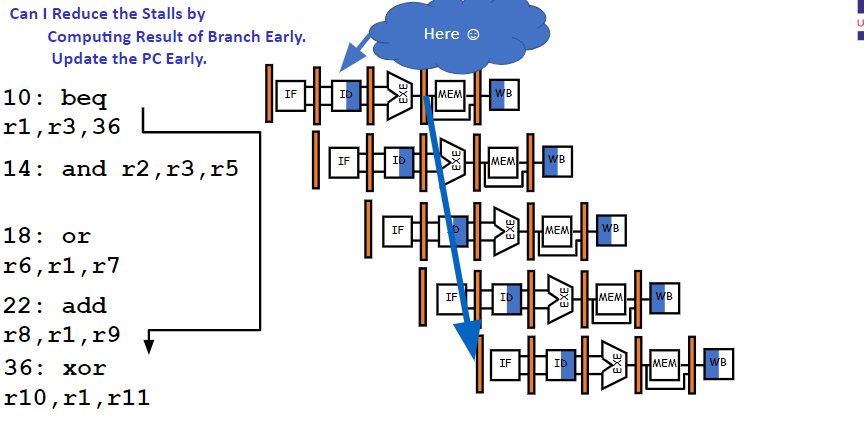 Can I Reduce the Stalls by
Computing Result of Branch Early.
Update the PC Early.
Here ☺
U
10: beq
r1,r3,36
IF ID EXE MEM WB
14: and r2,r3,r5
IF ID EXE MEM WB
18: or
r6,r1,r7
IF ID EXE MEM WB
22: add
r8,r1,r9
IF ID EXE MEM WB
36: xor
r10,r1,r11
IF ID EXE MEM WB